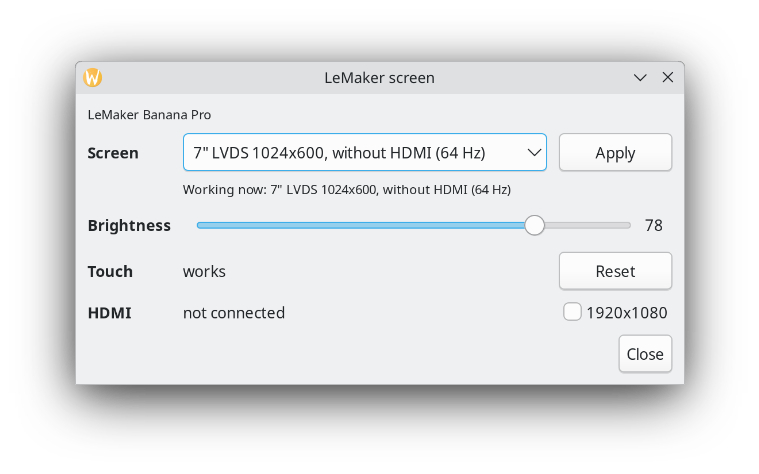 LeMaker screen
LeMaker Banana Pro
Screen 7" LVDS 1024x600, without HDMI (64 Hz) Apply
Working now: 7" LVDS 1024x600, without HDMI (64 Hz)
Brightness 78
Touch works Reset
HDMI not connected 1920x1080
Close